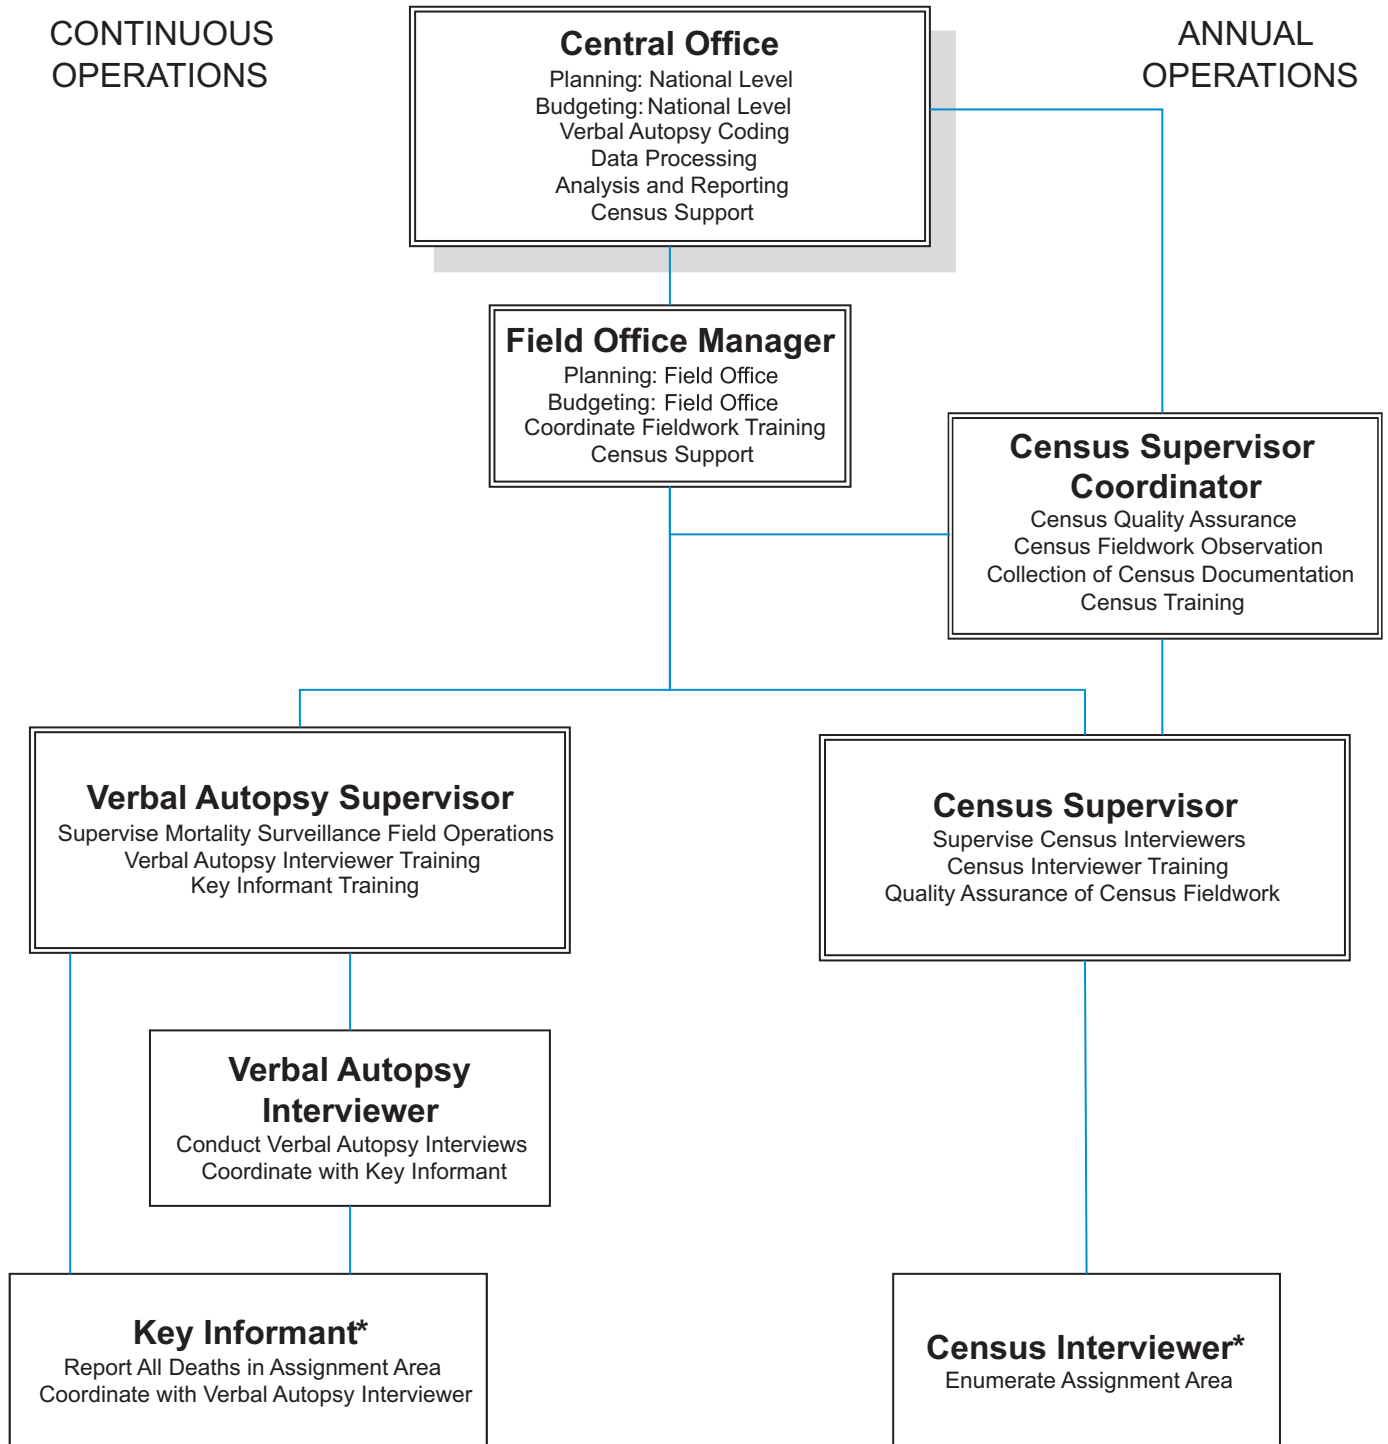 CONTINUOUS
OPERATIONS
ANNUAL
OPERATIONS
Central Office
Planning: National Level
Budgeting: National Level
Verbal Autopsy Coding
Data Processing
Analysis and Reporting
Census Support
Field Office Manager
Planning: Field Office
Budgeting: Field Office
Coordinate Fieldwork Training
Census Support
Census Supervisor
Coordinator
Census Quality Assurance
Census Fieldwork Observation
Collection of Census Documentation
Census Training
Verbal Autopsy Supervisor
Supervise Mortality Surveillance Field Operations
Verbal Autopsy Interviewer Training
Key Informant Training
Census Supervisor
Supervise Census Interviewers
Census Interviewer Training
Quality Assurance of Census Fieldwork
Verbal Autopsy
Interviewer
Conduct Verbal Autopsy Interviews
Coordinate with Key Informant
Key Informant*
Report All Deaths in Assignment Area
Coordinate with Verbal Autopsy Interviewer
Census Interviewer*
Enumerate Assignment Area